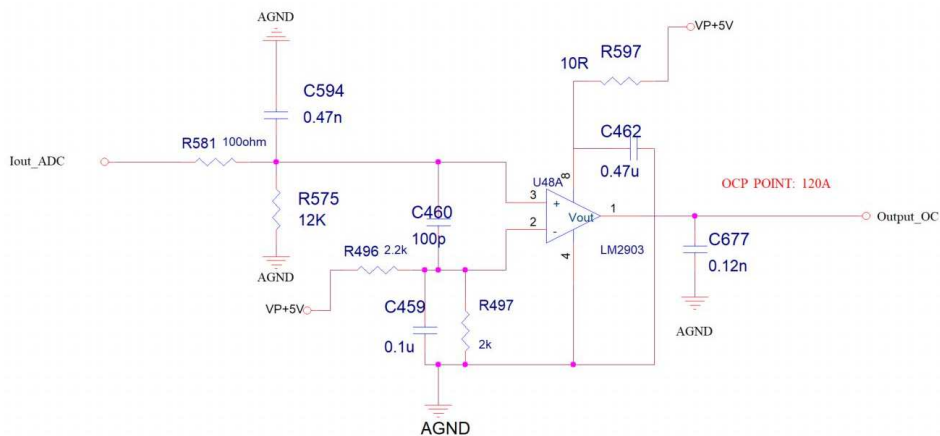 AGND
VP+5V
R597
10R
C594
0.47n
C462
0.47u
R581 100ohm
Iout_ADC
8
OCP POINT: 120A
U48A
3
+
R575
12K
C460
100p
2
-
Vout
1
Output_OC
LM2903
C677
0.12n
R496 2.2k
4
AGND
VP+5V
C459
0.1u
R497
2k
AGND
AGND